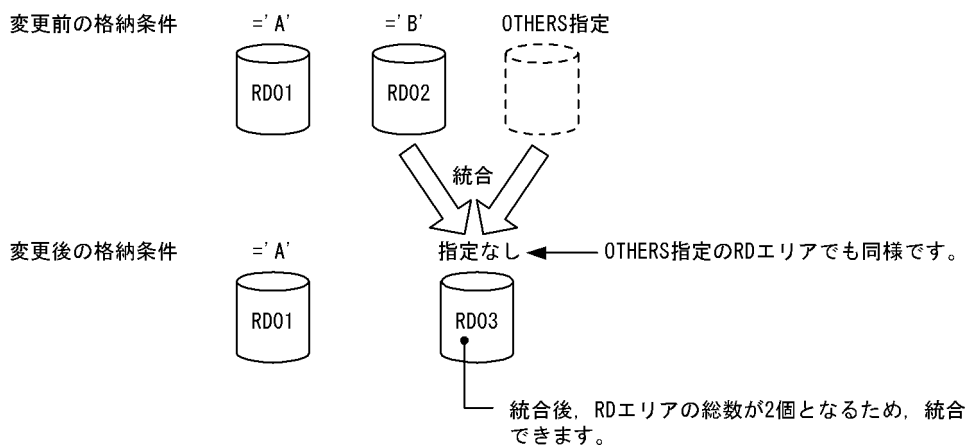 変更前の格納条件 ='A' ='B' OTHERS指定
RD01 RD02
統合
変更後の格納条件 ='A' 指定なし OTHERS指定のRDエリアでも同様です。
RD01 RD03
統合後，RDエリアの総数が2個となるため，統合
できます。